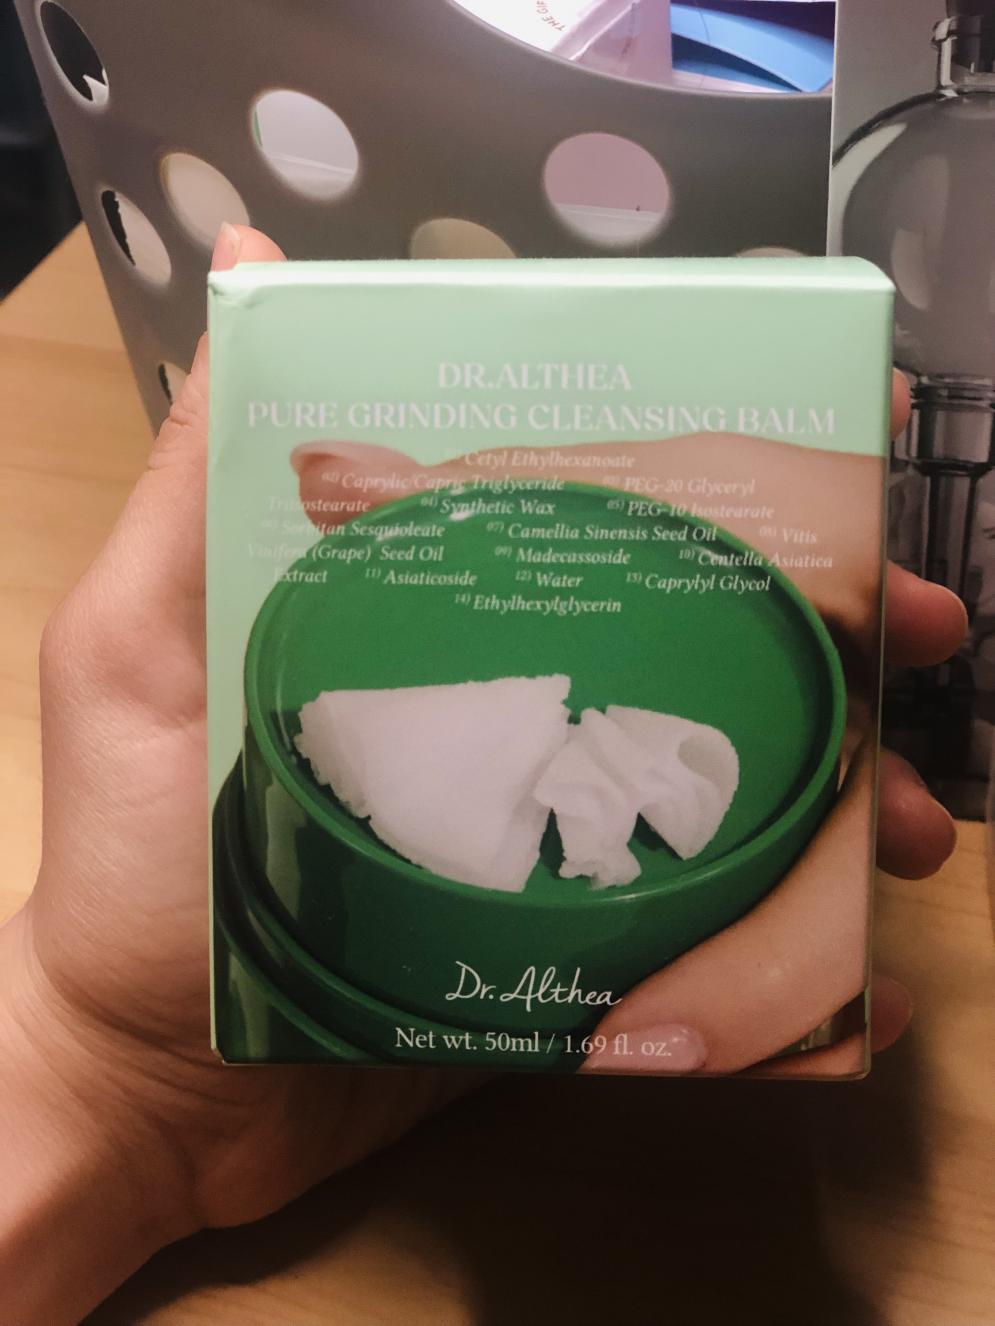 THE GIF
DR.ALTHEA
PURE GRINDING CLEANSING BALM
01) Cetyl Ethylhexanoate
02) Caprylic/Capric Triglyceride 03) PEG-20 Glyceryl
Triisostearate 04) Synthetic Wax 05) PEG-10 Isostearate
06) Sorbitan Sesquioleate 07) Camellia Sinensis Seed Oil 08) Vitis
Vinifera (Grape) Seed Oil 09) Madecassoside 10) Centella Asiatica
Extract 11) Asiaticoside 12) Water 13) Caprylyl Glycol
14) Ethylhexylglycerin
Dr. Althea
Net wt. 50ml / 1.69 fl. oz.